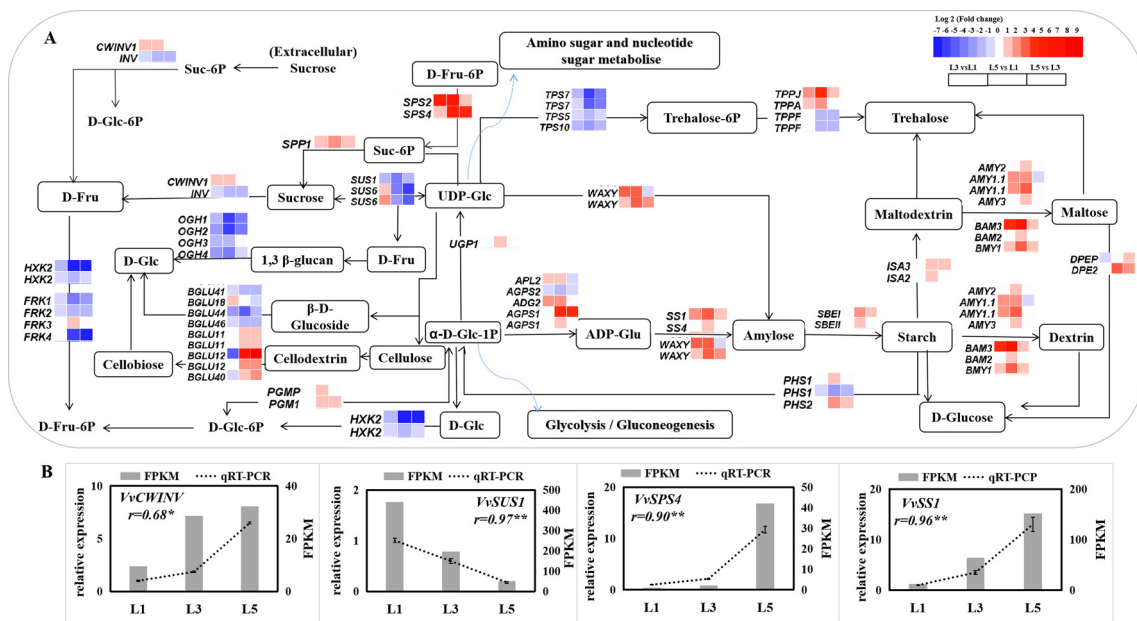 A
Log 2 (Fold change)
-7 -6 -5 -4 -3 -2 -1 0 1 2 3 4 5 6 7 8 9
L3 vsL1 L5 vs L1 L5 vs L3
CWINV1
INV
(Extracellular)
Suc-6P
Sucrose
D-Glc-6P
D-Fru-6P
Amino sugar and nucleotide
sugar metabolise
SPS2
SPS4
TPS7
TPS7
TPS5
TPS10
Trehalose-6P
TPPJ
TPPA
TPPF
TPPF
Trehalose
SPP1
Suc-6P
D-Fru
CWINV1
INV
Sucrose
SUS1
SUS6
SUS6
UDP-Glc
WAXY
WAXY
Maltodextrin
AMY2
AMY1.1
AMY1.1
AMY3
Maltose
BAM3
BAM2
BMY1
OGH1
OGH2
OGH3
OGH4
D-Glc
1,3 β-glucan
D-Fru
UGP1
DPEP
DPE2
HXK2
HXK2
FRK1
FRK2
FRK3
FRK4
BGLU41
BGLU18
BGLU44
BGLU46
BGLU11
BGLU11
BGLU12
BGLU12
BGLU40
β-D-
Glucoside
APL2
AGPS2
ADG2
AGPS1
AGPS1
ISA3
ISA2
α-D-Glc-1P
ADP-Glu
SS1
SS4
WAXY
WAXY
Amylose
SBEI
SBEII
Starch
AMY2
AMY1.1
AMY1.1
AMY3
Dextrin
BAM3
BAM2
BMY1
Cellobiose
Cellodextrin
Cellulose
PGMP
PGM1
PHS1
PHS1
PHS2
D-Glucose
D-Fru-6P
D-Glc-6P
HXK2
HXK2
D-Glc
Glycolysis / Gluconeogenesis
B
FPKM qRT-PCR
VvCWINV
r=0.68*
relative expression
10
5
0
40
20
0
FPKM
L1 L3 L5
FPKM qRT-PCR
VvSUS1
r=0.97**
relative expression
2
1
0
500
400
300
200
100
0
FPKM
L1 L3 L5
FPKM qRT-PCR
VvSPS4
r=0.90**
relative expression
20
10
0
50
40
30
20
10
0
FPKM
L1 L3 L5
FPKM qRT-PCP
VvSS1
r=0.96**
relative expression
20
10
0
200
100
0
FPKM
L1 L3 L5